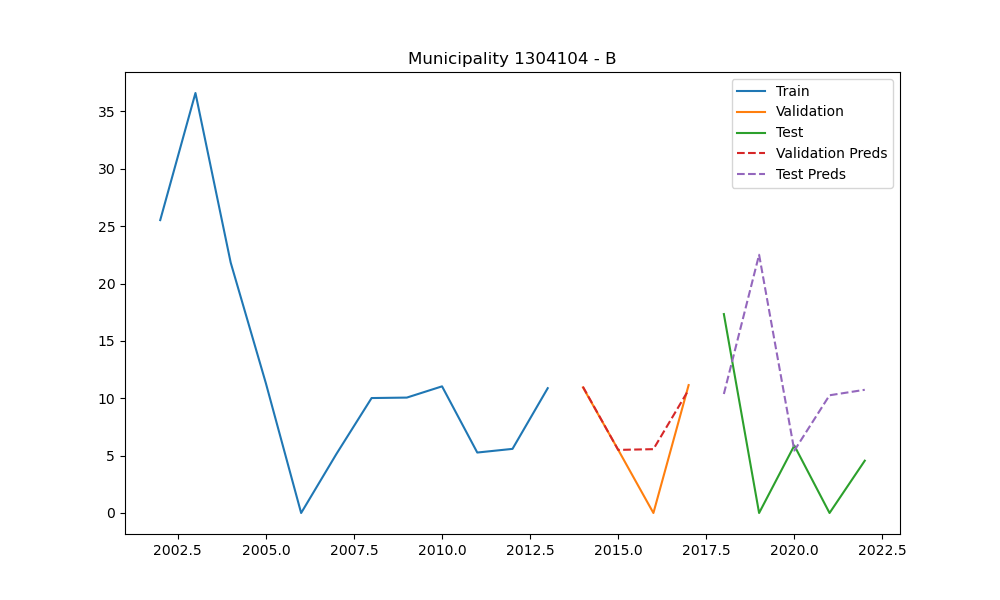 Municipality 1304104 - B
Train
Validation
Test
Validation Preds
Test Preds
35
30
25
20
15
10
5
0
2002.5 2005.0 2007.5 2010.0 2012.5 2015.0 2017.5 2020.0 2022.5